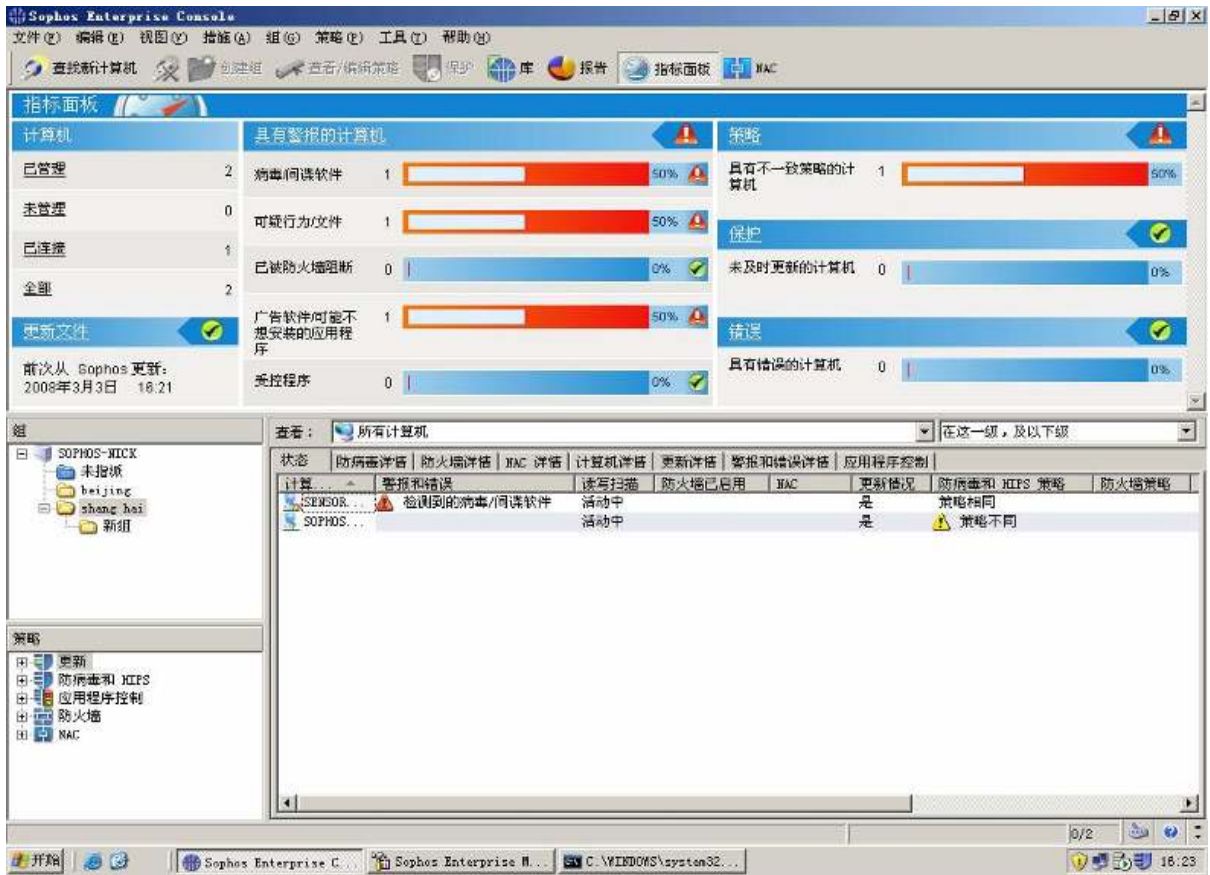 Sophos Enterprise Console
文件(F) 编辑(E) 视图(V) 措施(A) 组(G) 策略(P) 工具(T) 帮助(H)
查找新计算机 创建组 查看/编辑策略 保护 库 报告 指标面板 NAC
指标面板
计算机
已管理 2
未管理 0
已连接 1
全部 2
更新文件
前次从 Sophos 更新:
2008年3月3日 16:21
具有警报的计算机
病毒/间谍软件 1 50%
可疑行为/文件 1 50%
已被防火墙阻断 0 0%
广告软件/可能不想安装的应用程序 1 50%
受控程序 0 0%
策略
具有不一致策略的计算机 1 50%
保护
未及时更新的计算机 0 0%
错误
具有错误的计算机 0 0%
组
SOPHOS-NICK
未指派
beijing
shang hai
新组
查看: 所有计算机 在这一级,及以下级
状态 防病毒详情 防火墙详情 NAC 详情 计算机详情 更新详情 警报和错误详情 应用程序控制
计算... 警报和错误 读写扫描 防火墙已启用 NAC 更新情况 防病毒和 HIPS 策略 防火墙策略
SENSOR... 检测到的病毒/间谍软件 活动中 是 策略相同
SOPHOS... 活动中 是 策略不同
策略
更新
防病毒和 HIPS
应用程序控制
防火墙
NAC
0/2
开始 Sophos Enterprise C... Sophos Enterprise M... C:\WINDOWS\system32... 16:23